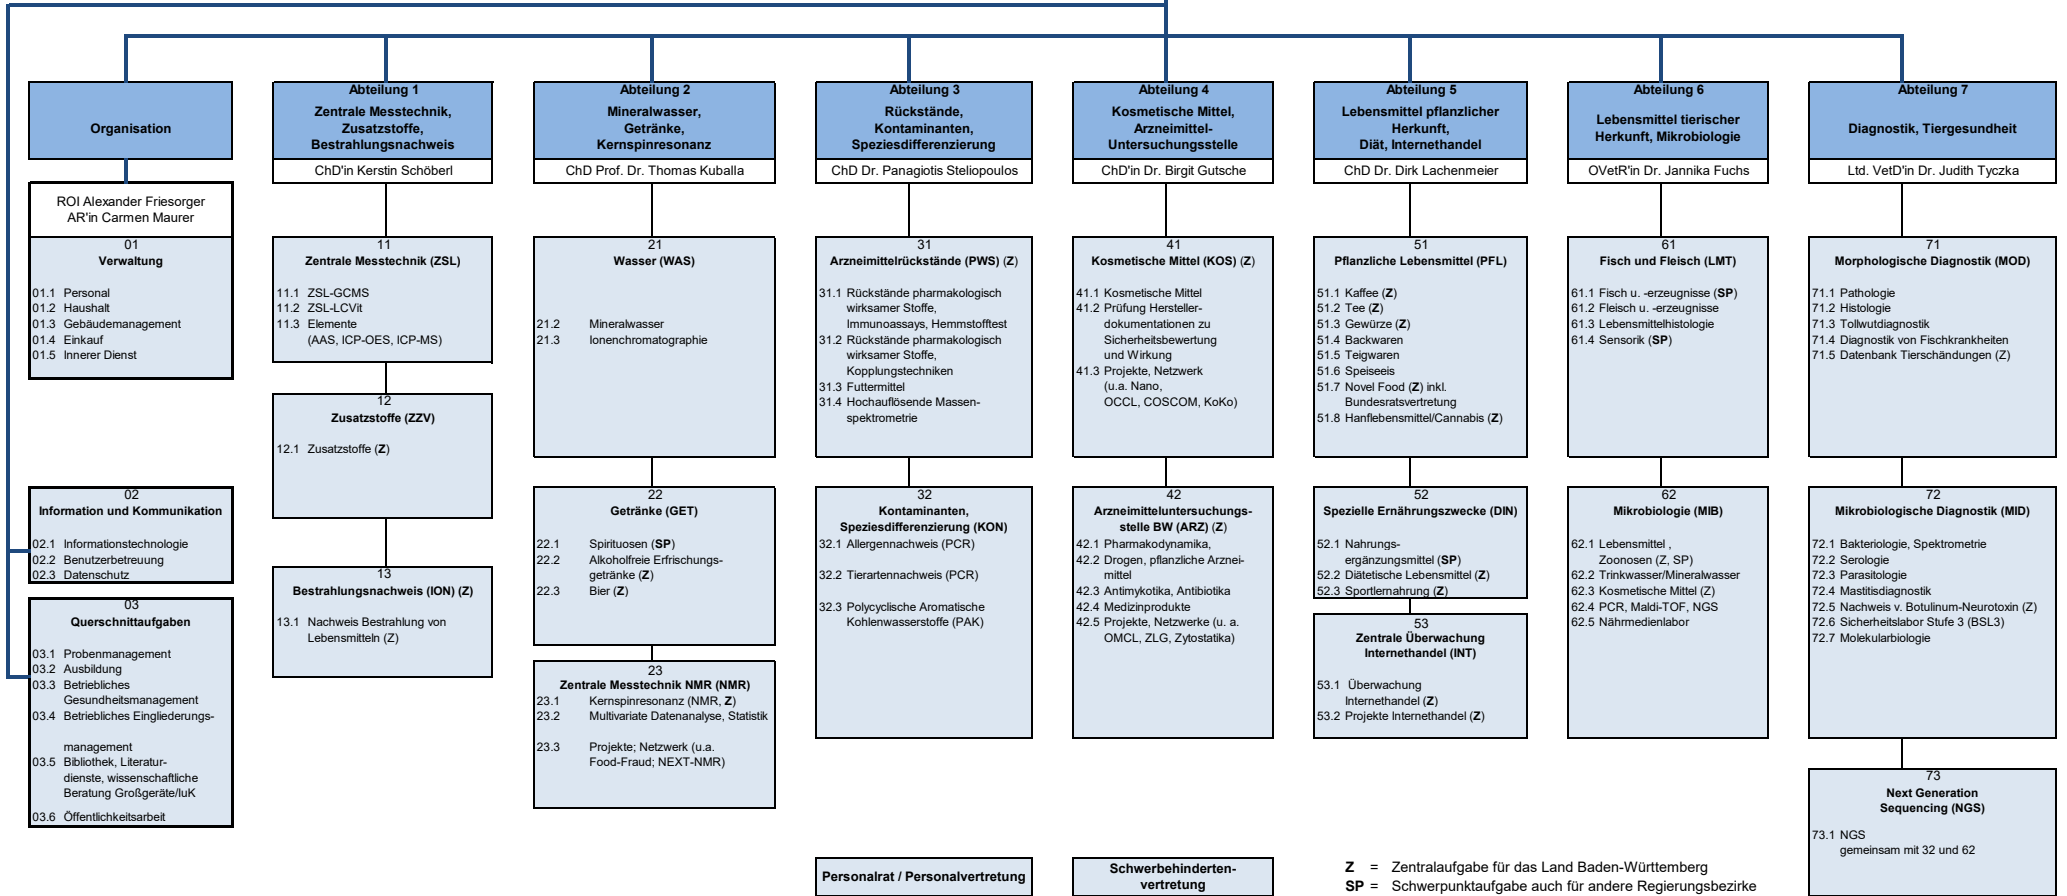 Organisation
ROI Alexander Friesorger
AR'in Carmen Maurer
01
Verwaltung
01.1 Personal
01.2 Haushalt
01.3 Gebäudemanagement
01.4 Einkauf
01.5 Innerer Dienst
02
Information und Kommunikation
02.1 Informationstechnologie
02.2 Benutzerbetreuung
02.3 Datenschutz
03
Querschnittaufgaben
03.1 Probenmanagement
03.2 Ausbildung
03.3 Betriebliches
Gesundheitsmanagement
03.4 Betriebliches Eingliederungs-
management
03.5 Bibliothek, Literatur-
dienste, wissenschaftliche
Beratung Großgeräte/IuK
03.6 Öffentlichkeitsarbeit
Abteilung 1
Zentrale Messtechnik,
Zusatzstoffe,
Bestrahlungsnachweis
ChD'in Kerstin Schöberl
11
Zentrale Messtechnik (ZSL)
11.1 ZSL-GCMS
11.2 ZSL-LCVit
11.3 Elemente
(AAS, ICP-OES, ICP-MS)
12
Zusatzstoffe (ZZV)
12.1 Zusatzstoffe (Z)
13
Bestrahlungsnachweis (ION) (Z)
13.1 Nachweis Bestrahlung von
Lebensmitteln (Z)
Abteilung 2
Mineralwasser,
Getränke,
Kernspinresonanz
ChD Prof. Dr. Thomas Kuballa
21
Wasser (WAS)
21.2 Mineralwasser
21.3 Ionenchromatographie
22
Getränke (GET)
22.1 Spirituosen (SP)
22.2 Alkoholfreie Erfrischungs-
getränke (Z)
22.3 Bier (Z)
23
Zentrale Messtechnik NMR (NMR)
23.1 Kernspinresonanz (NMR, Z)
23.2 Multivariate Datenanalyse, Statistik
23.3 Projekte; Netzwerk (u.a.
Food-Fraud; NEXT-NMR)
Abteilung 3
Rückstände,
Kontaminanten,
Speziesdifferenzierung
ChD Dr. Panagiotis Steliopoulos
31
Arzneimittelrückstände (PWS) (Z)
31.1 Rückstände pharmakologisch
wirksamer Stoffe,
Immunoassays, Hemmstofftest
31.2 Rückstände pharmakologisch
wirksamer Stoffe,
Kopplungstechniken
31.3 Futtermittel
31.4 Hochauflösende Massen-
spektrometrie
32
Kontaminanten,
Speziesdifferenzierung (KON)
32.1 Allergennachweis (PCR)
32.2 Tierartennachweis (PCR)
32.3 Polycyclische Aromatische
Kohlenwasserstoffe (PAK)
Abteilung 4
Kosmetische Mittel,
Arzneimittel-
Untersuchungsstelle
ChD'in Dr. Birgit Gutsche
41
Kosmetische Mittel (KOS) (Z)
41.1 Kosmetische Mittel
41.2 Prüfung Hersteller-
dokumentationen zu
Sicherheitsbewertung
und Wirkung
41.3 Projekte, Netzwerk
(u.a. Nano,
OCCL, COSCOM, KoKo)
42
Arzneimitteluntersuchungs-
stelle BW (ARZ) (Z)
42.1 Pharmakodynamika,
42.2 Drogen, pflanzliche Arznei-
mittel
42.3 Antimykotika, Antibiotika
42.4 Medizinprodukte
42.5 Projekte, Netzwerke (u. a.
OMCL, ZLG, Zytostatika)
Abteilung 5
Lebensmittel pflanzlicher
Herkunft,
Diät, Internethandel
ChD Dr. Dirk Lachenmeier
51
Pflanzliche Lebensmittel (PFL)
51.1 Kaffee (Z)
51.2 Tee (Z)
51.3 Gewürze (Z)
51.4 Backwaren
51.5 Teigwaren
51.6 Speiseeis
51.7 Novel Food (Z) inkl.
Bundesratsvertretung
51.8 Hanflebensmittel/Cannabis (Z)
52
Spezielle Ernährungszwecke (DIN)
52.1 Nahrungs-
ergänzungsmittel (SP)
52.2 Diätetische Lebensmittel (Z)
52.3 Sportlernahrung (Z)
53
Zentrale Überwachung
Internethandel (INT)
53.1 Überwachung
Internethandel (Z)
53.2 Projekte Internethandel (Z)
Abteilung 6
Lebensmittel tierischer
Herkunft, Mikrobiologie
OVetR'in Dr. Jannika Fuchs
61
Fisch und Fleisch (LMT)
61.1 Fisch u. -erzeugnisse (SP)
61.2 Fleisch u. -erzeugnisse
61.3 Lebensmittelhistologie
61.4 Sensorik (SP)
62
Mikrobiologie (MIB)
62.1 Lebensmittel ,
Zoonosen (Z, SP)
62.2 Trinkwasser/Mineralwasser
62.3 Kosmetische Mittel (Z)
62.4 PCR, Maldi-TOF, NGS
62.5 Nährmedienlabor
Abteilung 7
Diagnostik, Tiergesundheit
Ltd. VetD'in Dr. Judith Tyczka
71
Morphologische Diagnostik (MOD)
71.1 Pathologie
71.2 Histologie
71.3 Tollwutdiagnostik
71.4 Diagnostik von Fischkrankheiten
71.5 Datenbank Tierschändungen (Z)
72
Mikrobiologische Diagnostik (MID)
72.1 Bakteriologie, Spektrometrie
72.2 Serologie
72.3 Parasitologie
72.4 Mastitisdiagnostik
72.5 Nachweis v. Botulinum-Neurotoxin (Z)
72.6 Sicherheitslabor Stufe 3 (BSL3)
72.7 Molekularbiologie
73
Next Generation
Sequencing (NGS)
73.1 NGS
gemeinsam mit 32 und 62
Personalrat / Personalvertretung
Schwerbehinderten-
vertretung
Z = Zentralaufgabe für das Land Baden-Württemberg
SP = Schwerpunktaufgabe auch für andere Regierungsbezirke